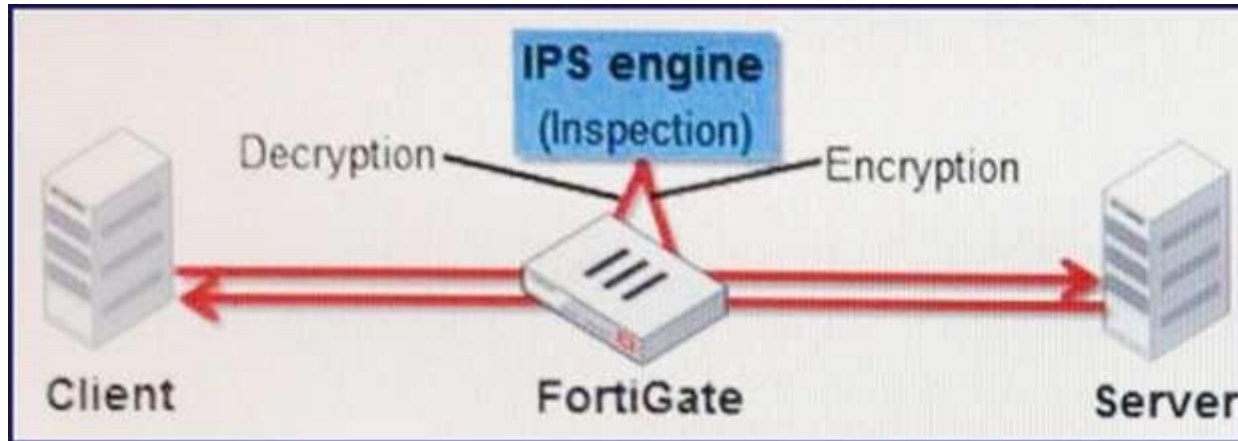 IPS engine
(Inspection)
Decryption
Encryption
Client
FortiGate
Server